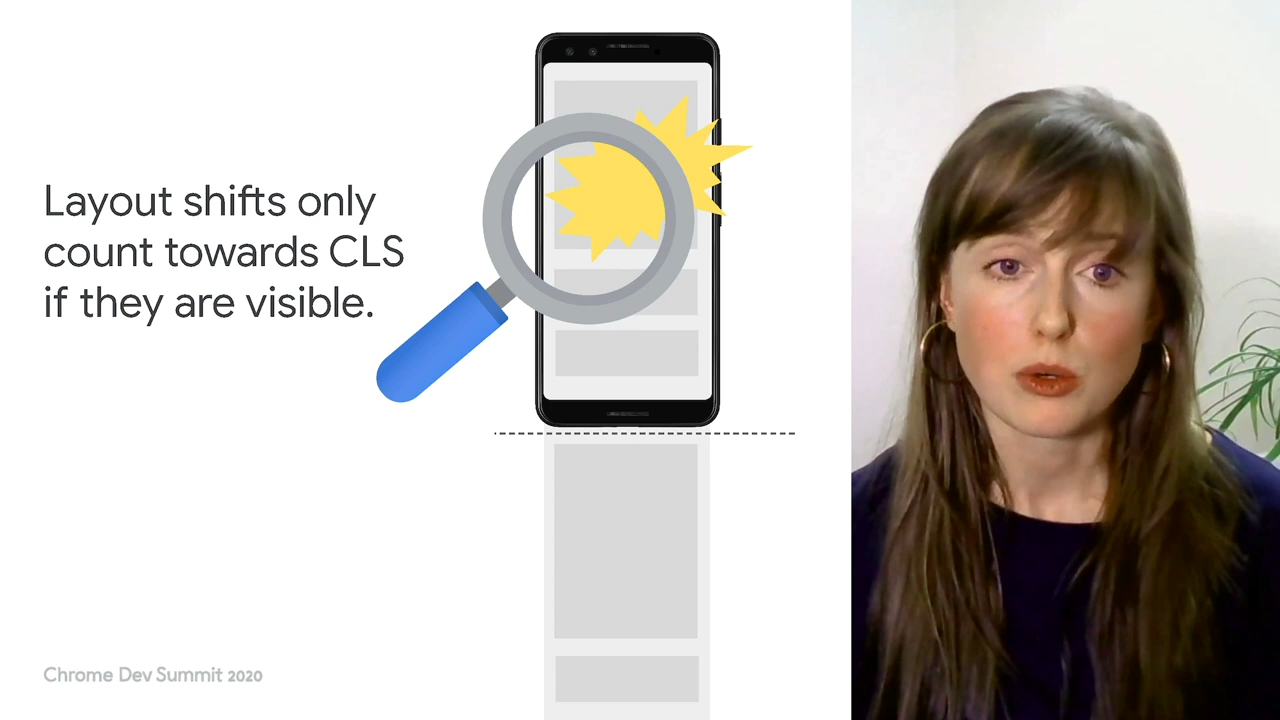 Layout shifts only
count towards CLS
if they are visible.
Chrome Dev Summit 2020